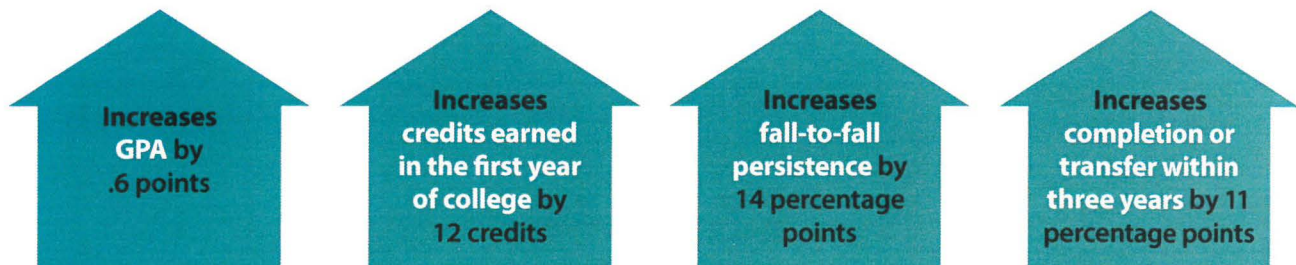 Increases
GPA by
.6 points
Increases
credits earned
in the first year
of college by
12 credits
Increases
fall-to-fall
persistence by
14 percentage
points
Increases
completion or
transfer within
three years by 11
percentage points